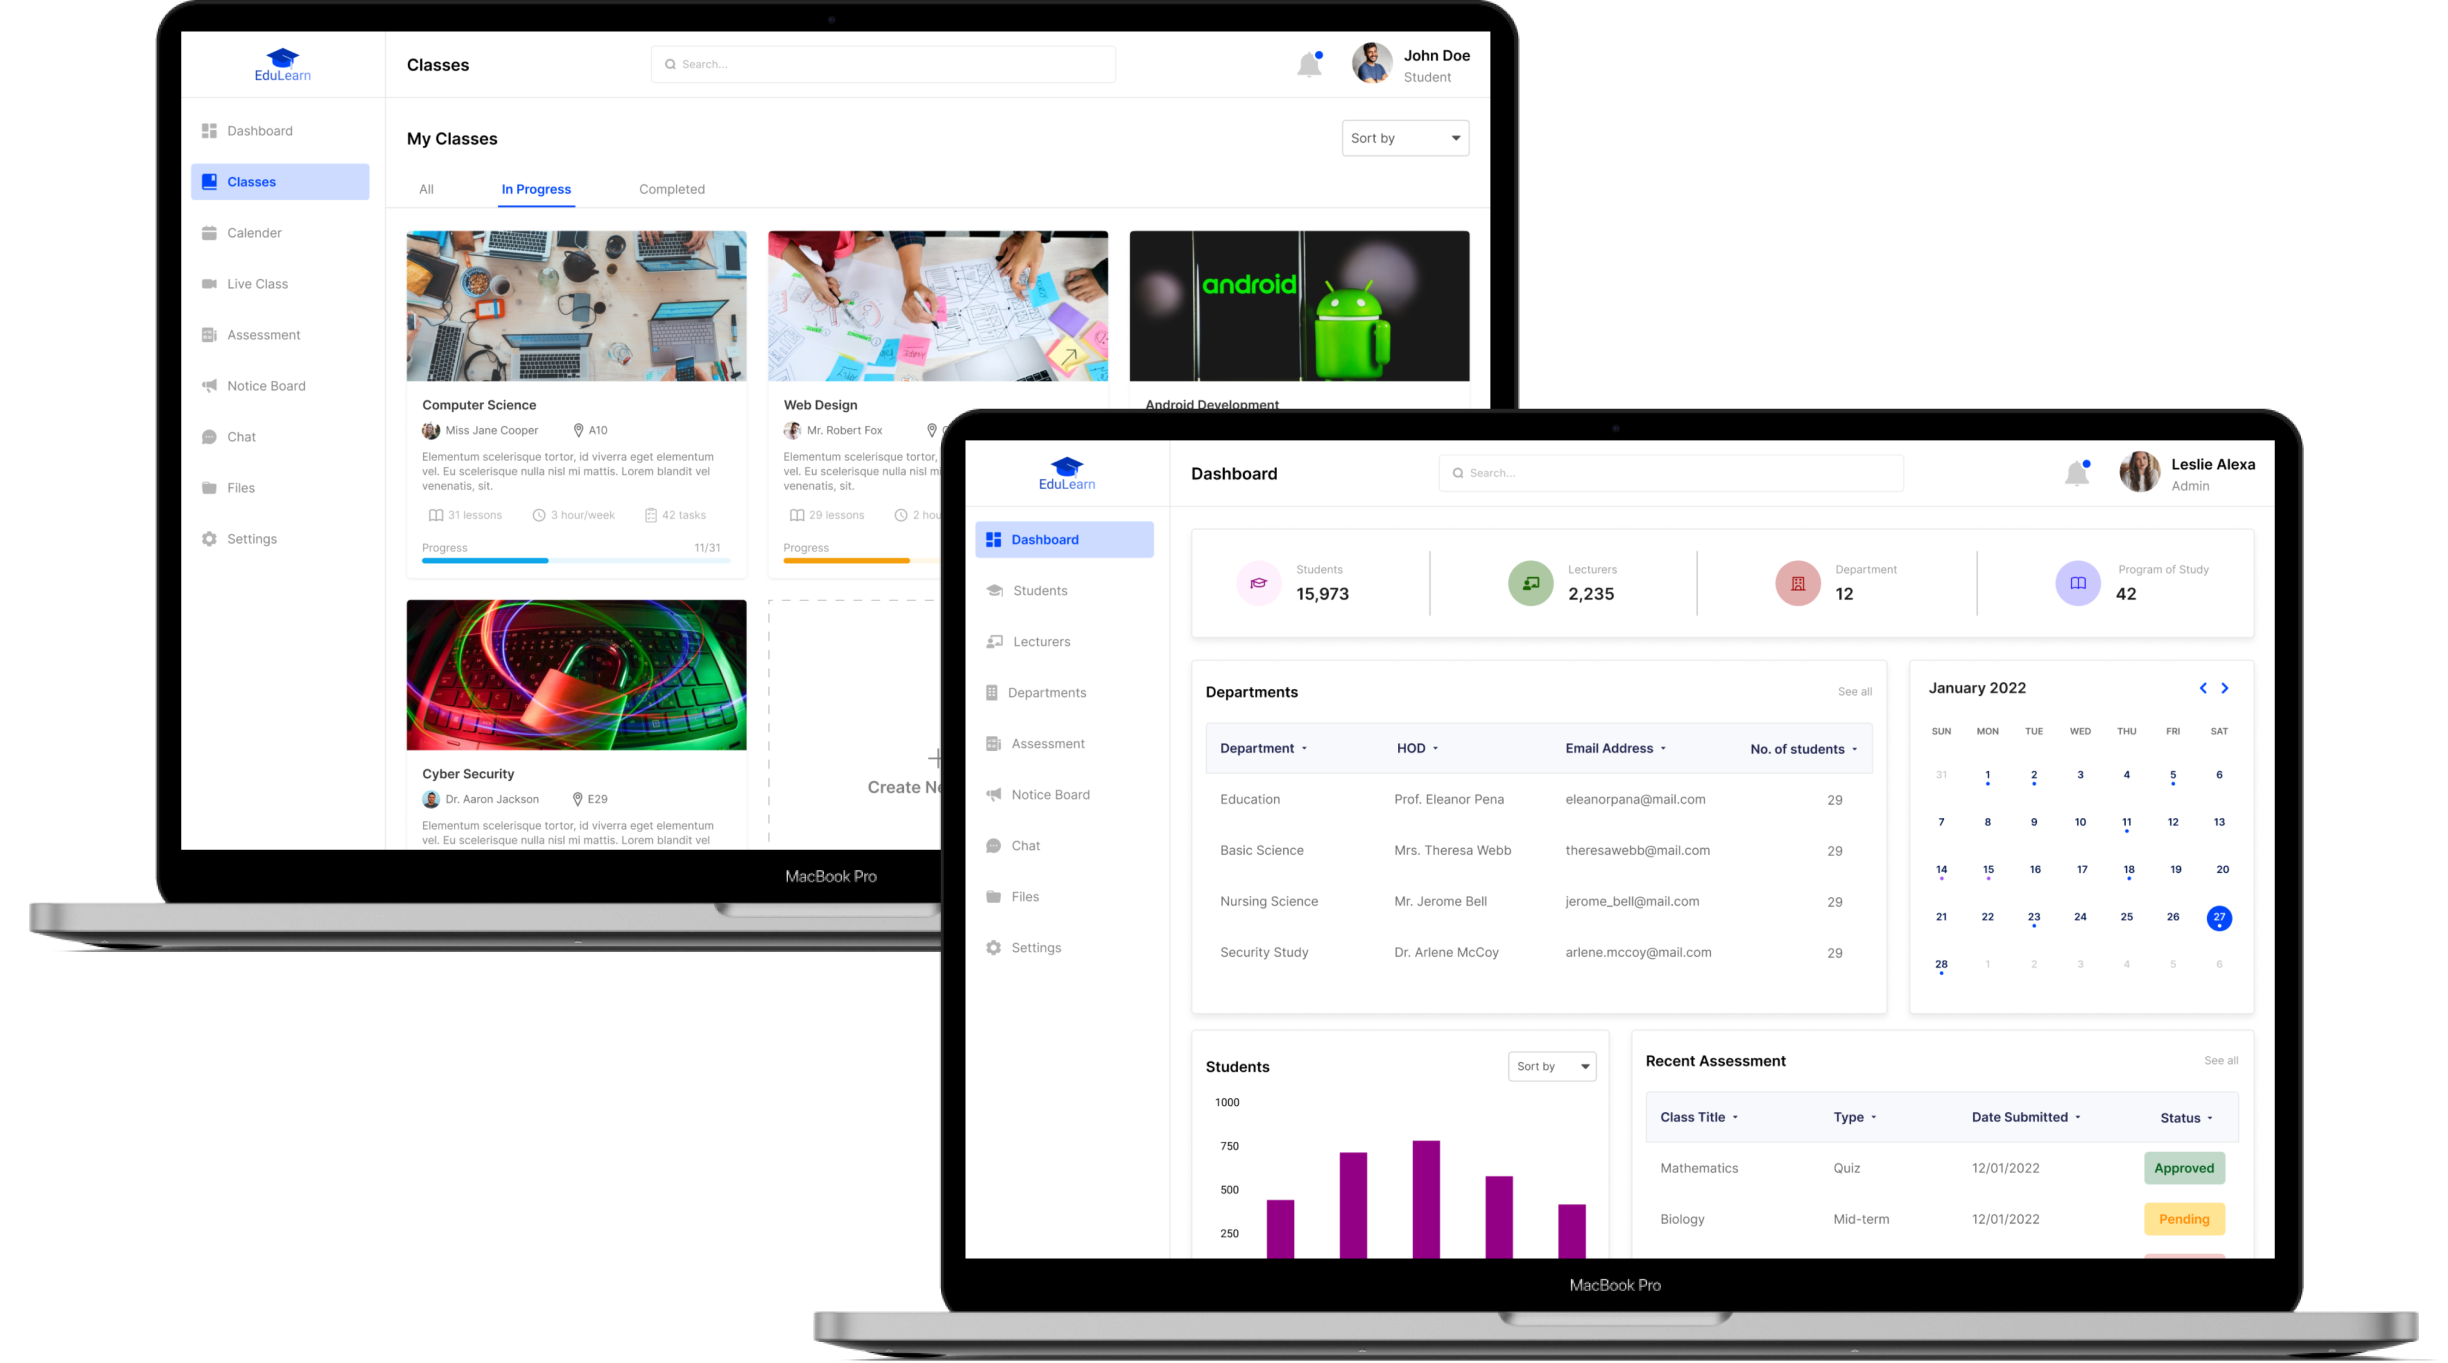 EduLearn
Classes
Search...
John Doe
Student
Dashboard
Classes
Calender
Live Class
Assessment
Notice Board
Chat
Files
Settings
My Classes
Sort by
All
In Progress
Completed
android
Computer Science
Miss Jane Cooper
A10
Elementum scelerisque tortor, id viverra eget elementum
vel. Eu scelerisque nulla nisl mi mattis. Lorem blandit vel
venenatis, sit.
31 lessons
3 hour/week
42 tasks
Progress
11/31
Web Design
Mr. Robert Fox
Elementum scelerisque tortor,
vel. Eu scelerisque nulla nisl mi
venenatis, sit.
29 lessons
2 hou
Progress
Android Development
Cyber Security
Dr. Aaron Jackson
E29
Elementum scelerisque tortor, id viverra eget elementum
vel. Eu scelerisque nulla nisl mi mattis. Lorem blandit vel
+
Create Ne
MacBook Pro
EduLearn
Dashboard
Search...
Leslie Alexa
Admin
Dashboard
Students
Lecturers
Departments
Assessment
Notice Board
Chat
Files
Settings
Students
15,973
Lecturers
2,235
Department
12
Program of Study
42
Departments
See all
Department HOD Email Address No. of students
Education Prof. Eleanor Pena eleanorpana@mail.com 29
Basic Science Mrs. Theresa Webb theresawebb@mail.com 29
Nursing Science Mr. Jerome Bell jerome_bell@mail.com 29
Security Study Dr. Arlene McCoy arlene.mccoy@mail.com 29
January 2022
SUN MON TUE WED THU FRI SAT
31 1 2 3 4 5 6
7 8 9 10 11 12 13
14 15 16 17 18 19 20
21 22 23 24 25 26 27
28 1 2 3 4 5 6
Students
Sort by
1000
750
500
250
Recent Assessment
See all
Class Title Type Date Submitted Status
Mathematics Quiz 12/01/2022 Approved
Biology Mid-term 12/01/2022 Pending
MacBook Pro